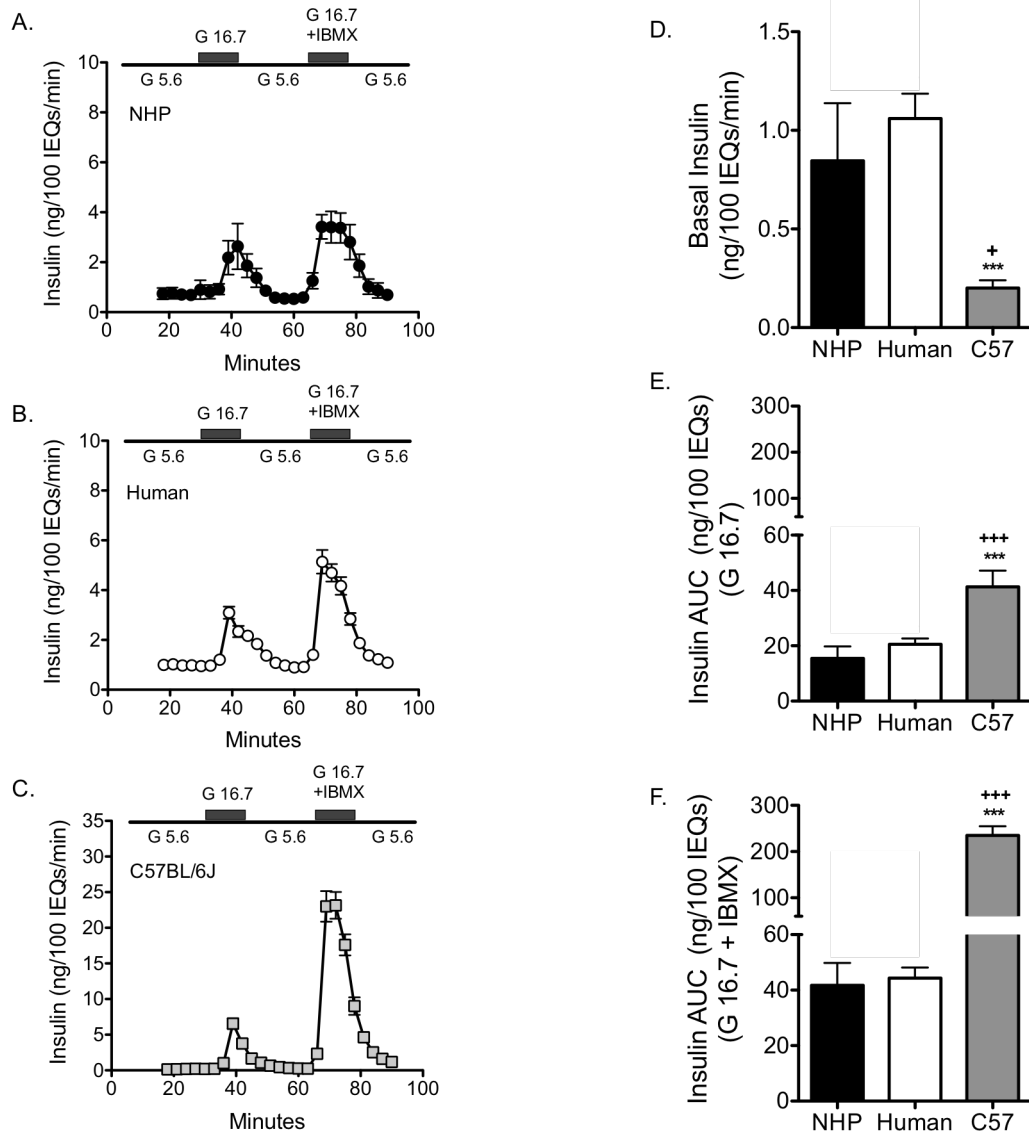 A.
G 16.7
G 16.7
+IBMX
G 5.6
G 5.6
G 5.6
NHP
Insulin (ng/100 IEQs/min)
10
8
6
4
2
0
0
20
40
60
80
100
Minutes
B.
G 16.7
G 16.7
+IBMX
G 5.6
G 5.6
G 5.6
Human
Insulin (ng/100 IEQs/min)
10
8
6
4
2
0
0
20
40
60
80
100
Minutes
C.
G 16.7
G 16.7
+IBMX
G 5.6
G 5.6
G 5.6
C57BL/6J
Insulin (ng/100 IEQs/min)
35
30
25
20
15
10
5
0
0
20
40
60
80
100
Minutes
D.
Basal Insulin
(ng/100 IEQs/min)
1.5
1.0
0.5
0.0
+
***
NHP Human C57
E.
Insulin AUC (ng/100 IEQs)
(G 16.7)
300
200
100
60
40
20
0
+++
***
NHP Human C57
F.
Insulin AUC (ng/100 IEQs)
(G 16.7 + IBMX)
300
200
100
60
40
20
0
+++
***
NHP Human C57